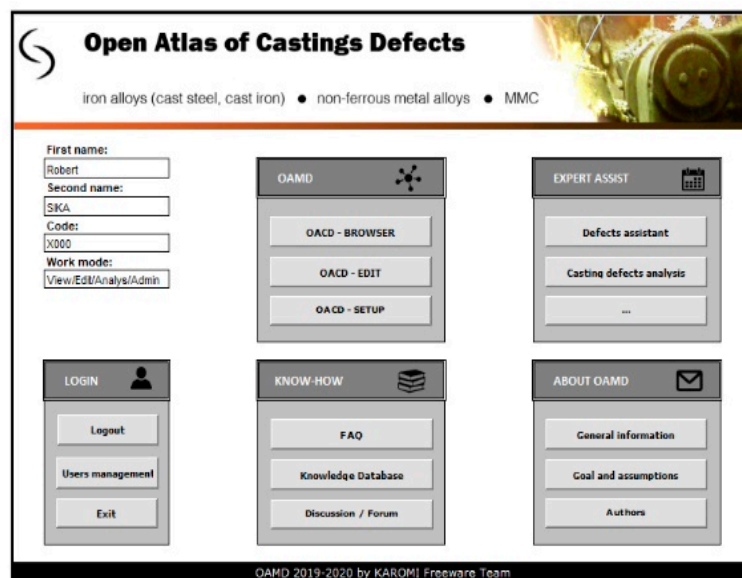 Open Atlas of Castings Defects
iron alloys (cast steel, cast iron) ● non-ferrous metal alloys ● MMC
First name:
Robert
Second name:
SIKA
Code:
X000
Work mode:
View/Edit/Analys/Admin
OAMD
OACD - BROWSER
OACD - EDIT
OACD - SETUP
EXPERT ASSIST
Defects assistant
Casting defects analysis
...
LOGIN
Logout
Users management
Exit
KNOW-HOW
FAQ
Knowledge Database
Discussion / Forum
ABOUT OAMD
General information
Goal and assumptions
Authors
OAMD 2019-2020 by KAROMI Freeware Team